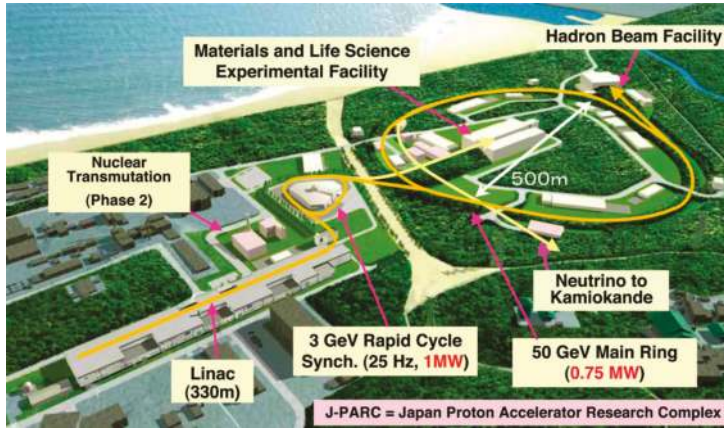 Hadron Beam Facility
Materials and Life Science
Experimental Facility
Nuclear
Transmutation
(Phase 2)
500m
Neutrino to
Kamiokande
3 GeV Rapid Cycle
Synch. (25 Hz, 1MW)
50 GeV Main Ring
(0.75 MW)
Linac
(330m)
J-PARC = Japan Proton Accelerator Research Complex